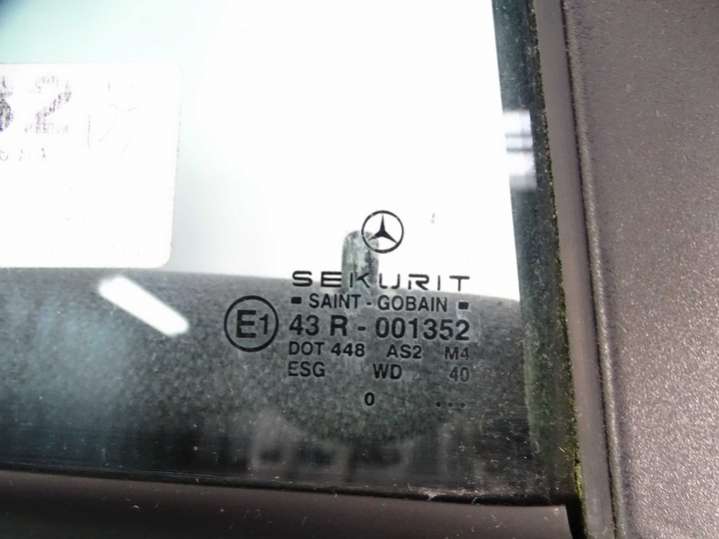 SEKURIT
▪ SAINT - GOBAIN ▪
E1 43 R - 001352
DOT 448 AS2 M4
ESG WD 40
0 ...